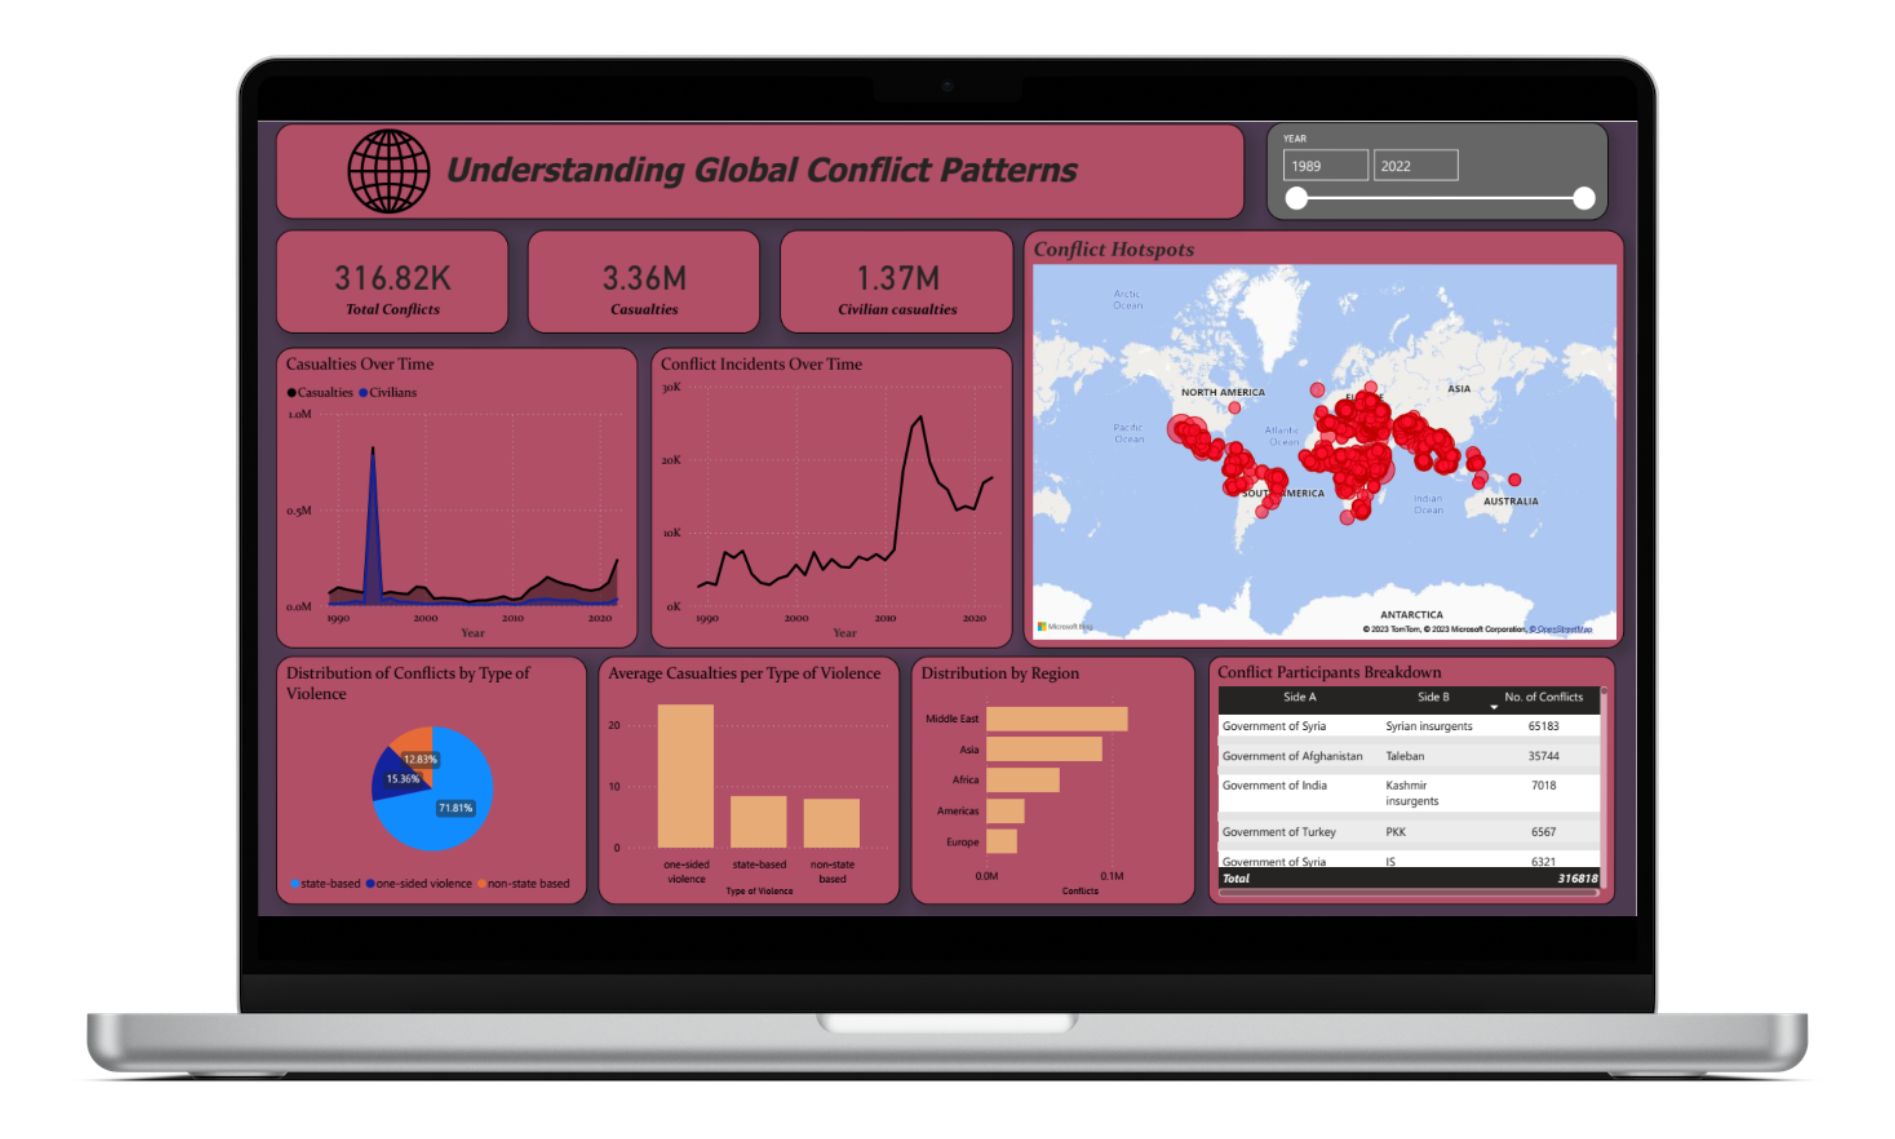 Understanding Global Conflict Patterns
YEAR
1989
2022
316.82K
Total Conflicts
3.36M
Casualties
1.37M
Civilian casualties
Conflict Hotspots
Arctic
Ocean
NORTH AMERICA
ASIA
Pacific
Ocean
Atlantic
Ocean
SOUTH AMERICA
Indian
Ocean
AUSTRALIA
ANTARCTICA
Microsoft Bing
© 2023 TomTom, © 2023 Microsoft Corporation, © OpenStreetMap
Casualties Over Time
Casualties Civilians
1.0M
0.5M
0.0M
1990 2000 2010 2020
Year
Conflict Incidents Over Time
30K
20K
10K
0K
1990 2000 2010 2020
Year
Distribution of Conflicts by Type of
Violence
12.83%
15.36%
71.81%
state-based one-sided violence non-state based
Average Casualties per Type of Violence
20
10
0
one-sided
violence
state-based
non-state
based
Type of Violence
Distribution by Region
Middle East
Asia
Africa
Americas
Europe
0.0M 0.1M
Conflicts
Conflict Participants Breakdown
Side A Side B No. of Conflicts
Government of Syria Syrian insurgents 65183
Government of Afghanistan Taleban 35744
Government of India Kashmir 7018
insurgents
Government of Turkey PKK 6567
Government of Syria IS 6321
Total 316818